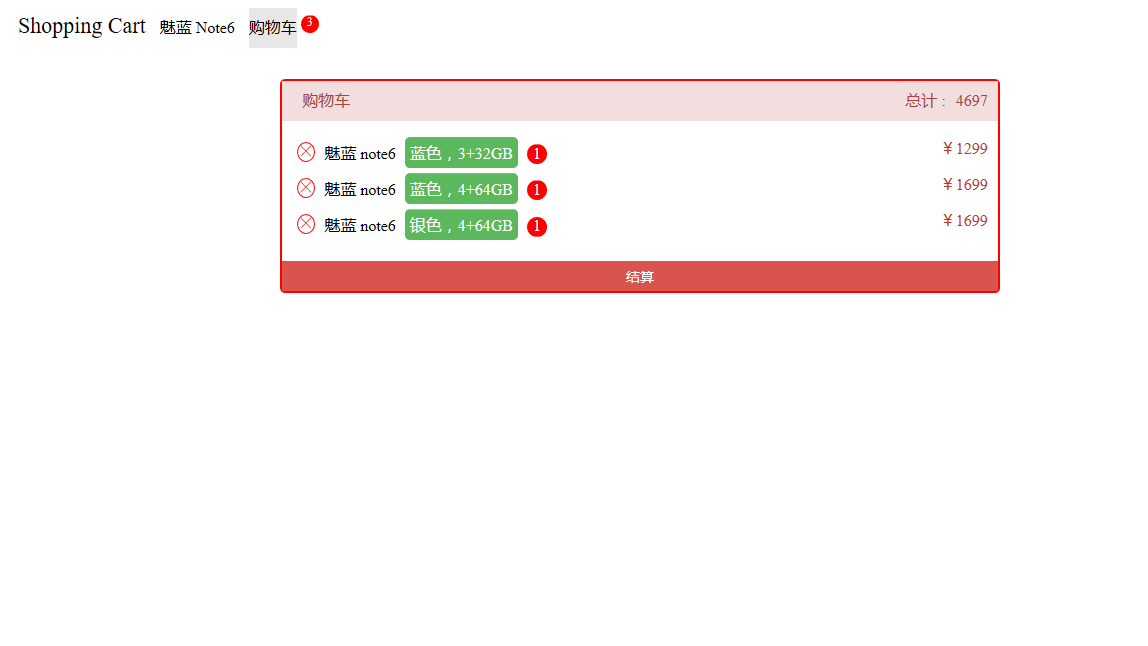 Shopping Cart 魅蓝 Note6 购物车 3
购物车 总计： 4697
魅蓝 note6 蓝色，3+32GB 1 ￥1299
魅蓝 note6 蓝色，4+64GB 1 ￥1699
魅蓝 note6 银色，4+64GB 1 ￥1699
结算